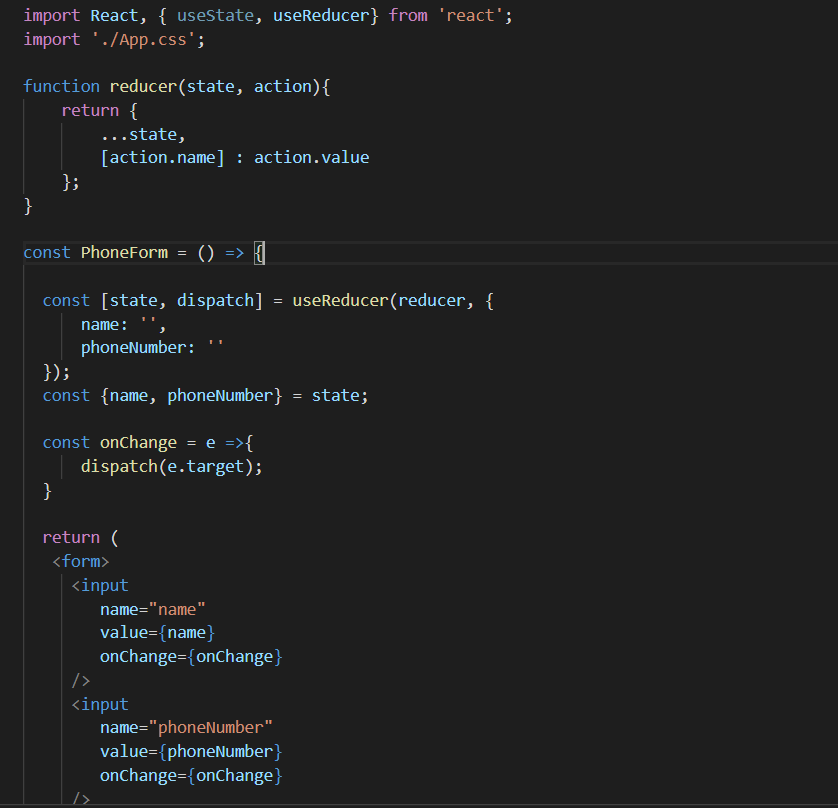 import React, { useState, useReducer} from 'react';
import './App.css';
function reducer(state, action){
return {
...state,
[action.name] : action.value
};
}
const PhoneForm = () => {
const [state, dispatch] = useReducer(reducer, {
name: '',
phoneNumber: ''
});
const {name, phoneNumber} = state;
const onChange = e =>{
dispatch(e.target);
}
return (
<form>
<input
name="name"
value={name}
onChange={onChange}
/>
<input
name="phoneNumber"
value={phoneNumber}
onChange={onChange}
/>